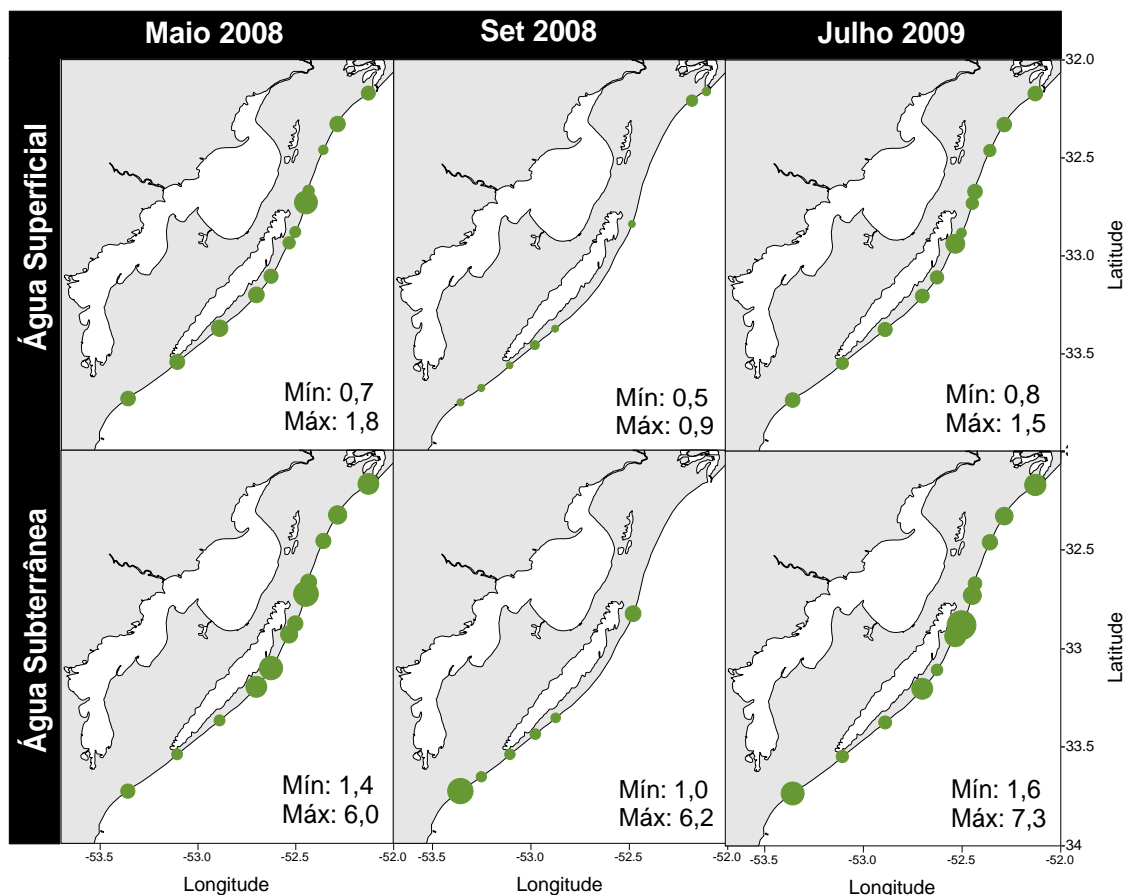 Maio 2008
Set 2008
Julho 2009
Água Superficial
Mín: 0,7
Máx: 1,8
Mín: 0,5
Máx: 0,9
Mín: 0,8
Máx: 1,5
32.0
-32.5
-33.0
-33.5
Latitude
Água Subterrânea
Mín: 1,4
Máx: 6,0
Mín: 1,0
Máx: 6,2
Mín: 1,6
Máx: 7,3
32.5
-33
-33.5
34
Latitude
-53.5 -53.0 -52.5 -52.0
-53.5 -53.0 -52.5
-52.0 -53.5 -53.0 -52.5 -52.0
Longitude
Longitude
Longitude